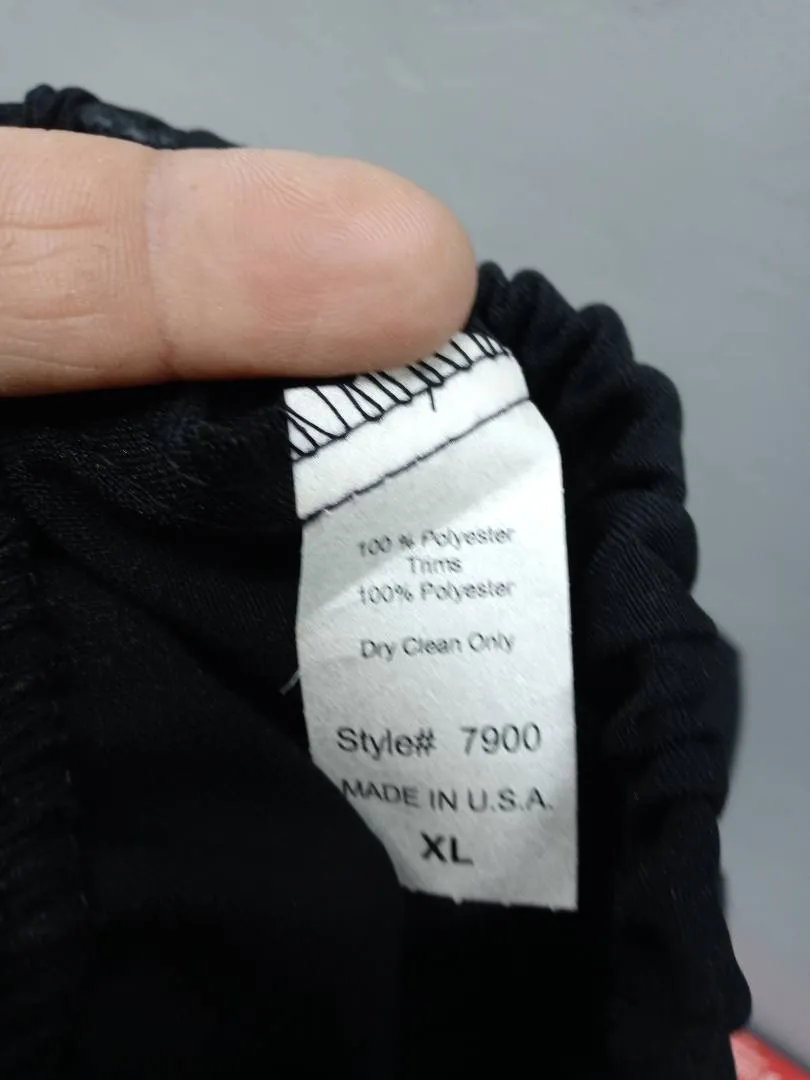 100 % Polyester
Trims
100% Polyester
Dry Clean Only
Style# 7900
MADE IN U.S.A.
XL